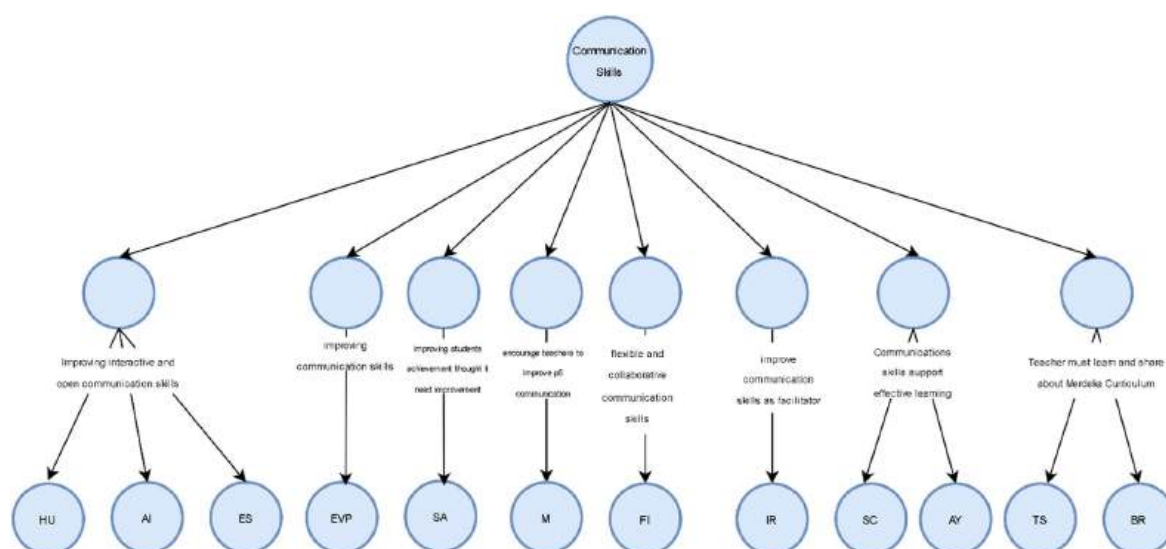 Communication
Skills
Improving interactive and
open communication skills
improving
communication skills
improving students
achievement thought it
need improvement
encourage teachers to
improve p5
communication
flexible and
collaborative
communication
skills
improve
communication
skills as facilitator
Communications
skills support
effective learning
Teacher must learn and share
about Merdeka Curiculum
HU
AI
ES
EVP
SA
M
FI
IR
SC
AY
TS
BR